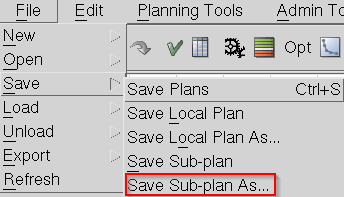 File Edit Planning Tools Admin To
New
Open
Opt
Save
Save Plans Ctrl+S
Load
Save Local Plan
Unload
Save Local Plan As...
Export
Save Sub-plan
Refresh
Save Sub-plan As...